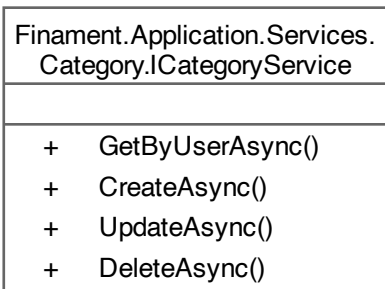 Finament.Application.Services.
Category.ICategoryService
+ GetByUserAsync()
+ CreateAsync()
+ UpdateAsync()
+ DeleteAsync()